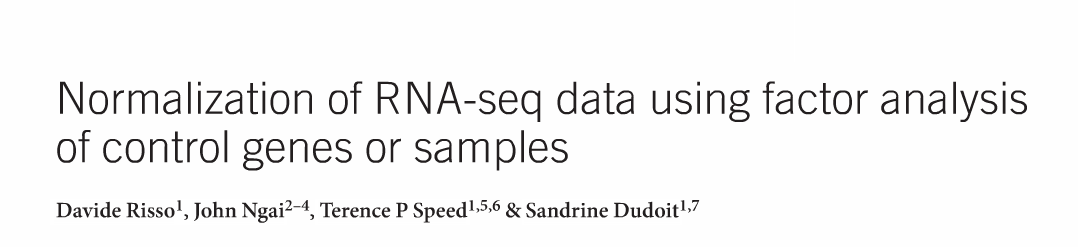 Normalization of RNA-seq data using factor analysis
of control genes or samples
Davide Risso1, John Ngai2–4, Terence P Speed1,5,6 & Sandrine Dudoit1,7